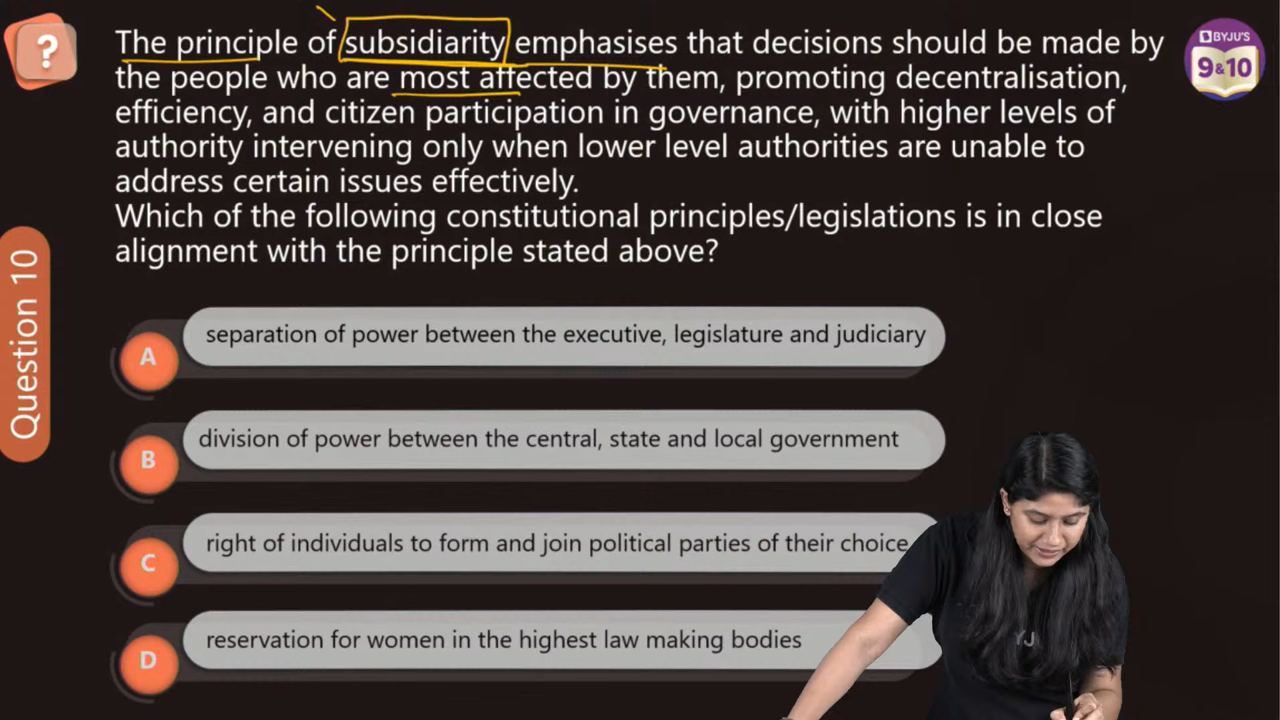 ?
The principle of subsidiarity emphasises that decisions should be made by
the people who are most affected by them, promoting decentralisation,
efficiency, and citizen participation in governance, with higher levels of
authority intervening only when lower level authorities are unable to
address certain issues effectively.
Which of the following constitutional principles/legislations is in close
alignment with the principle stated above?
BYJU'S
9&10
Question 10
A
separation of power between the executive, legislature and judiciary
B
division of power between the central, state and local government
C
right of individuals to form and join political parties of their choice
D
reservation for women in the highest law making bodies